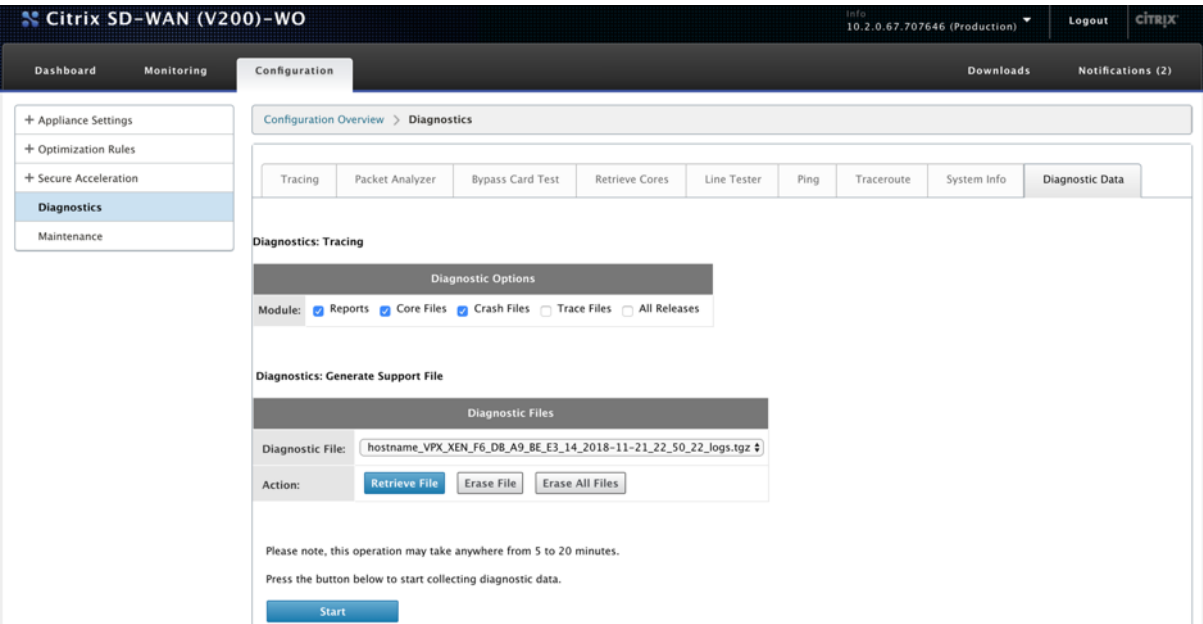 Citrix SD-WAN (V200)-WO
Info
10.2.0.67.707646 (Production)
Logout
CITRIX
Dashboard Monitoring Configuration Downloads Notifications (2)
+ Appliance Settings
+ Optimization Rules
+ Secure Acceleration
Diagnostics
Maintenance
Configuration Overview > Diagnostics
Tracing Packet Analyzer Bypass Card Test Retrieve Cores Line Tester Ping Traceroute System Info Diagnostic Data
Diagnostics: Tracing
Diagnostic Options
Module: Reports Core Files Crash Files Trace Files All Releases
Diagnostics: Generate Support File
Diagnostic Files
Diagnostic File: hostname_VPX_XEN_F6_DB_A9_BE_E3_14_2018-11-21_22_50_22_logs.tgz
Action: Retrieve File Erase File Erase All Files
Please note, this operation may take anywhere from 5 to 20 minutes.
Press the button below to start collecting diagnostic data.
Start